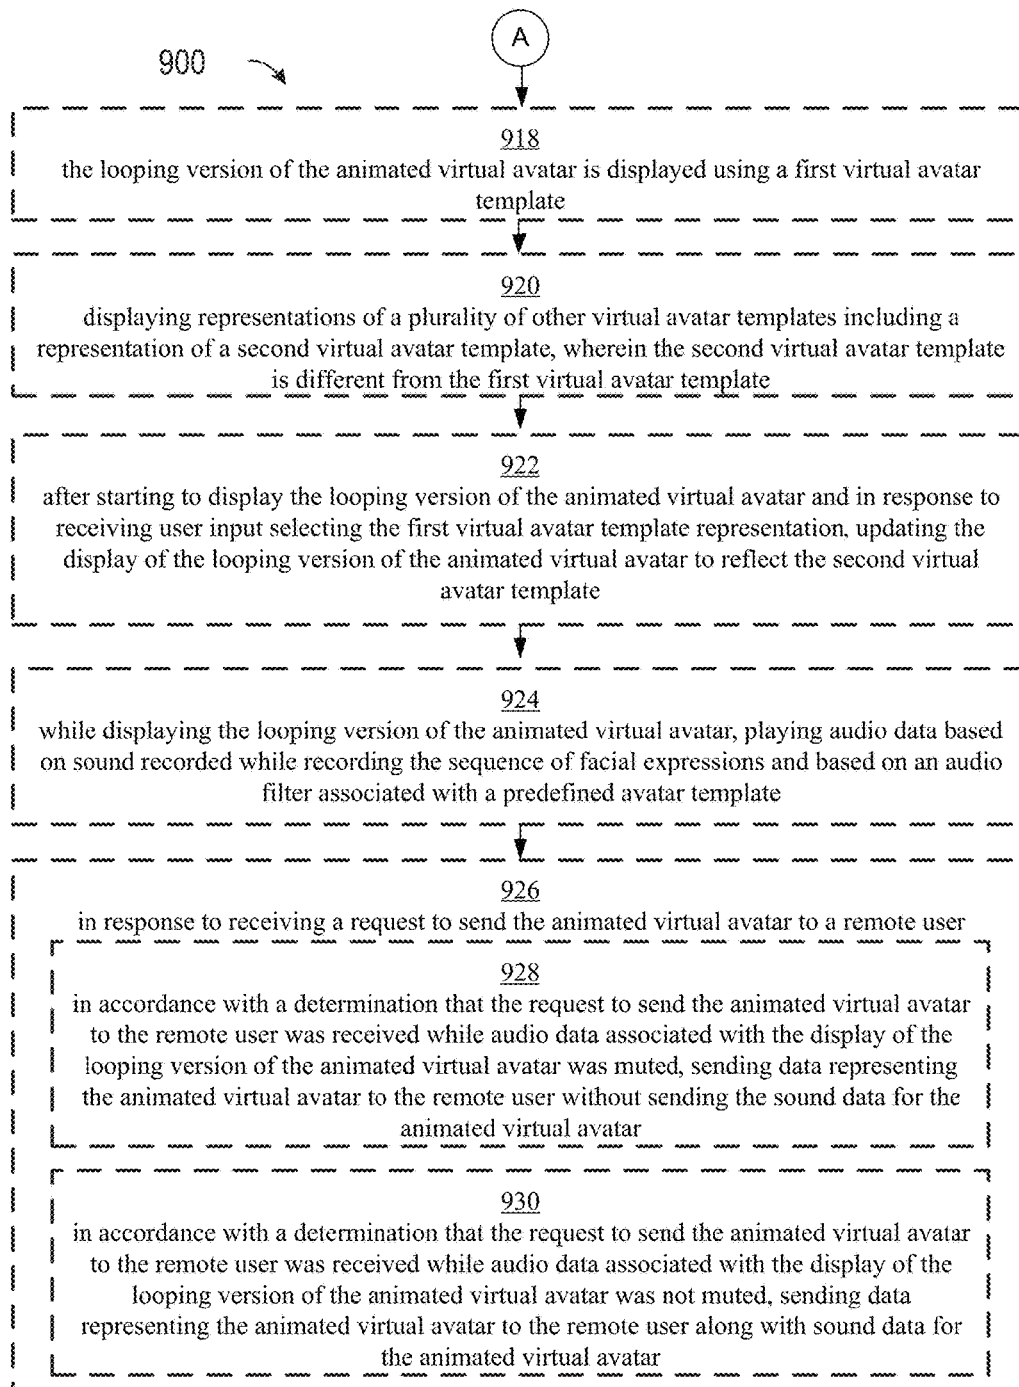 A
900
918
the looping version of the animated virtual avatar is displayed using a first virtual avatar
template
920
displaying representations of a plurality of other virtual avatar templates including a
representation of a second virtual avatar template, wherein the second virtual avatar template
is different from the first virtual avatar template
922
after starting to display the looping version of the animated virtual avatar and in response to
receiving user input selecting the first virtual avatar template representation, updating the
display of the looping version of the animated virtual avatar to reflect the second virtual
avatar template
924
while displaying the looping version of the animated virtual avatar, playing audio data based
on sound recorded while recording the sequence of facial expressions and based on an audio
filter associated with a predefined avatar template
926
in response to receiving a request to send the animated virtual avatar to a remote user
928
in accordance with a determination that the request to send the animated virtual avatar
to the remote user was received while audio data associated with the display of the
looping version of the animated virtual avatar was muted, sending data representing
the animated virtual avatar to the remote user without sending the sound data for the
animated virtual avatar
930
in accordance with a determination that the request to send the animated virtual avatar
to the remote user was received while audio data associated with the display of the
looping version of the animated virtual avatar was not muted, sending data
representing the animated virtual avatar to the remote user along with sound data for
the animated virtual avatar